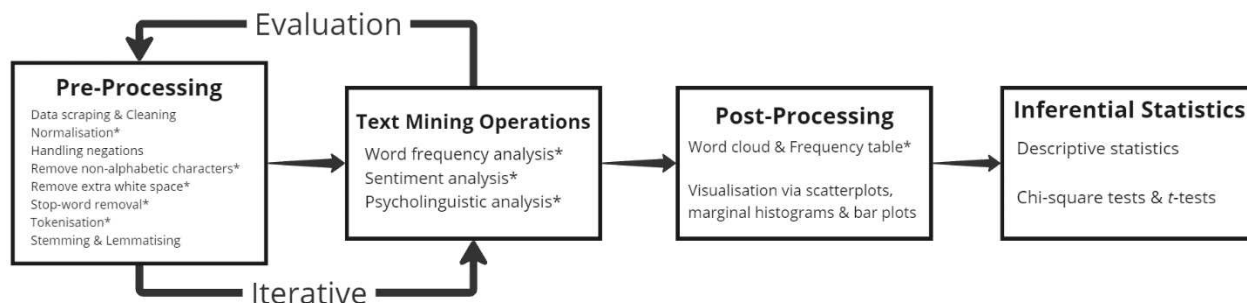 Evaluation
Pre-Processing
Data scraping & Cleaning
Normalisation*
Handling negations
Remove non-alphabetic characters*
Remove extra white space*
Stop-word removal*
Tokenisation*
Stemming & Lemmatising
Text Mining Operations
Word frequency analysis*
Sentiment analysis*
Psycholinguistic analysis*
Post-Processing
Word cloud & Frequency table*
Visualisation via scatterplots,
marginal histograms & bar plots
Inferential Statistics
Descriptive statistics
Chi-square tests & t-tests
Iterative